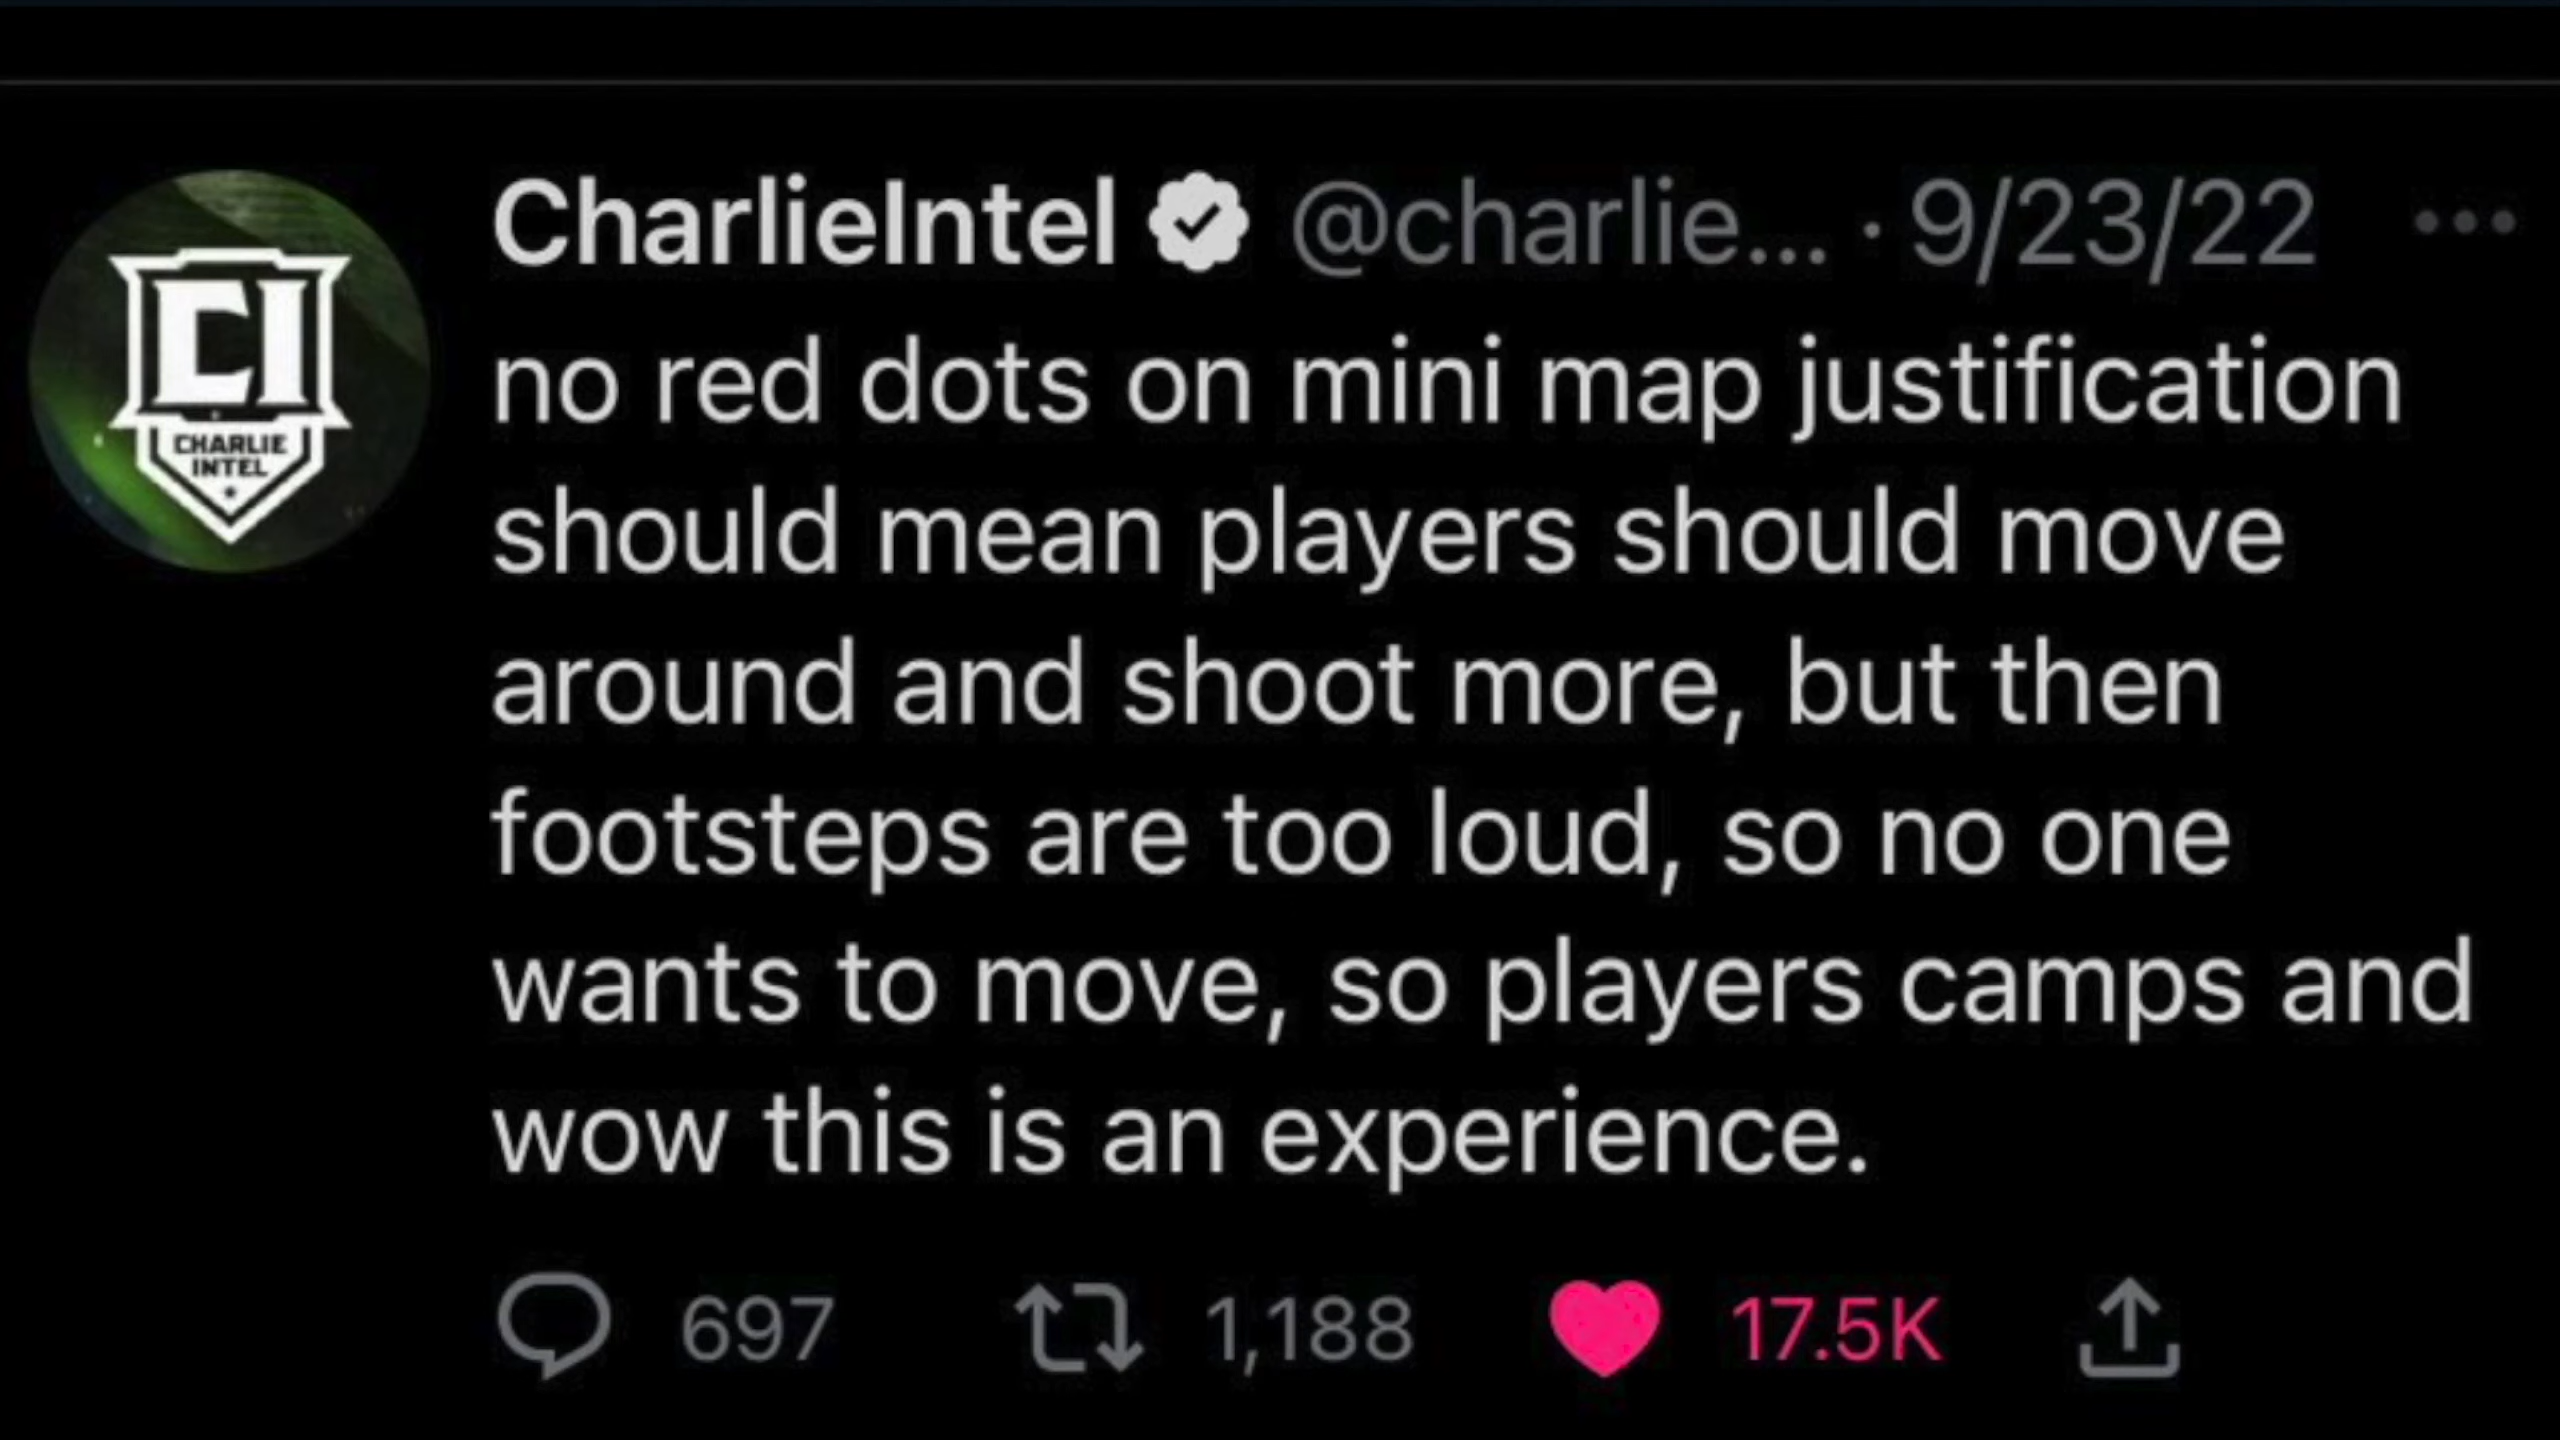 CharlieIntel @charlie... · 9/23/22
CI
CHARLIE
INTEL
no red dots on mini map justification
should mean players should move
around and shoot more, but then
footsteps are too loud, so no one
wants to move, so players camps and
wow this is an experience.
697 1,188 17.5K